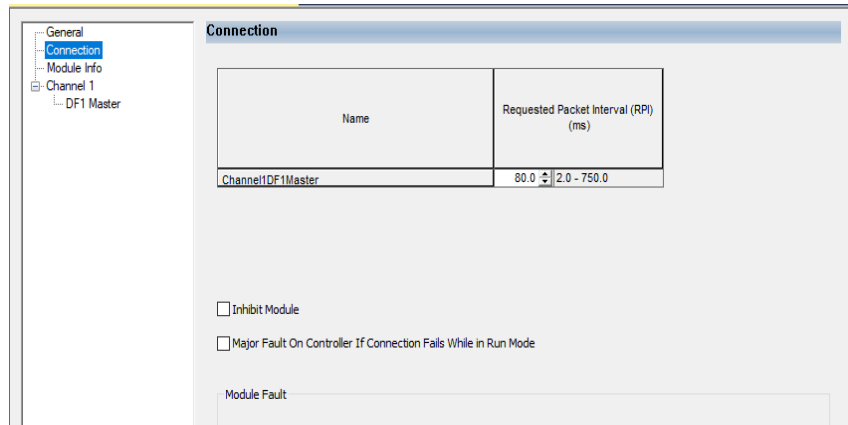 General
Connection
Module Info
Channel 1
DF1 Master
Connection
Name
Requested Packet Interval (RPI)
(ms)
Channel1DF1Master
80.0 2.0 - 750.0
Inhibit Module
Major Fault On Controller If Connection Fails While in Run Mode
Module Fault